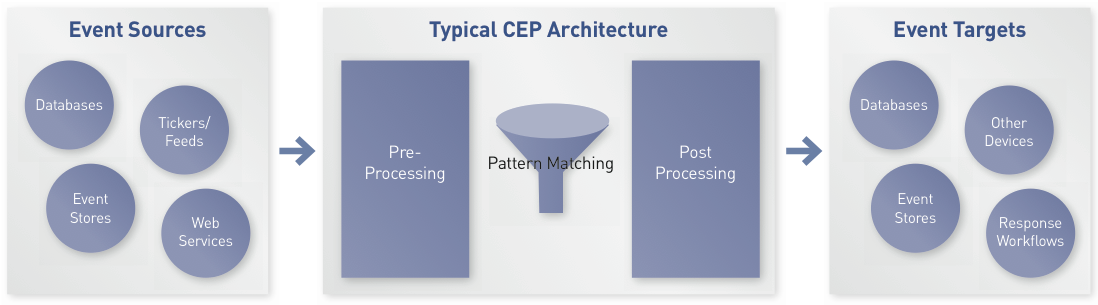 Event Sources
Databases
Tickers/
Feeds
Event
Stores
Web
Services
Typical CEP Architecture
Pre-
Processing
Pattern Matching
Post
Processing
Event Targets
Databases
Other
Devices
Event
Stores
Response
Workflows